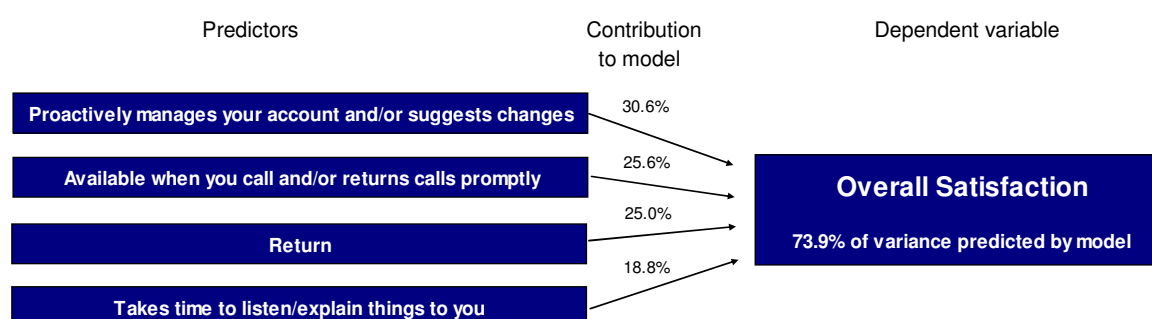 Predictors
Contribution
to model
Dependent variable
Proactively manages your account and/or suggests changes
30.6%
Available when you call and/or returns calls promptly
25.6%
Overall Satisfaction
73.9% of variance predicted by model
Return
25.0%
Takes time to listen/explain things to you
18.8%